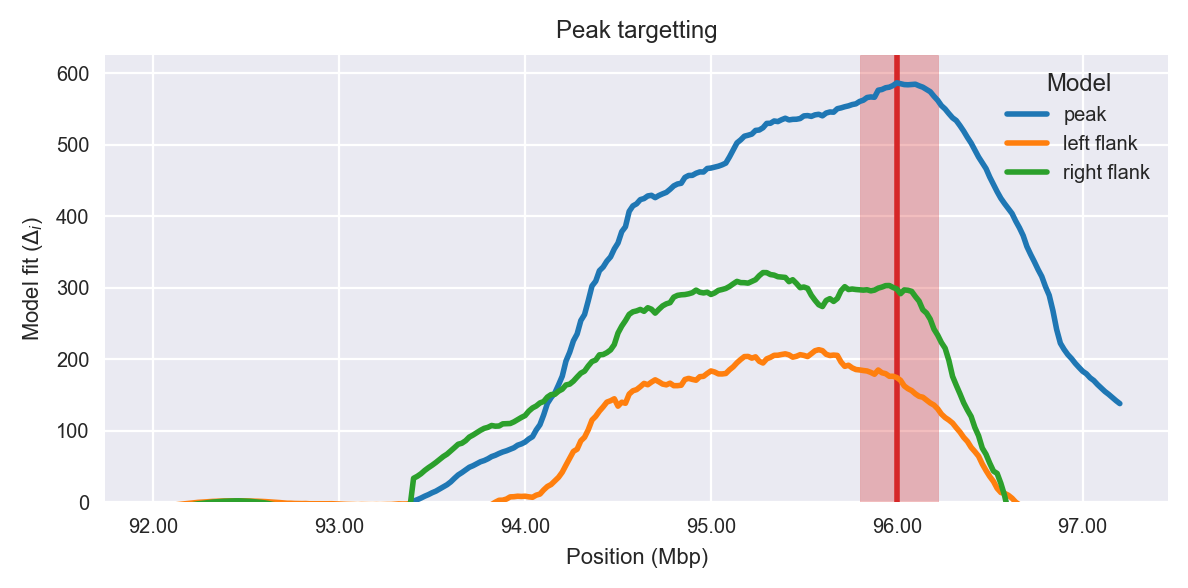 Peak targetting
Model fit (Δᵢ)
600
500
400
300
200
100
0
Model
peak
left flank
right flank
92.00 93.00 94.00 95.00 96.00 97.00
Position (Mbp)